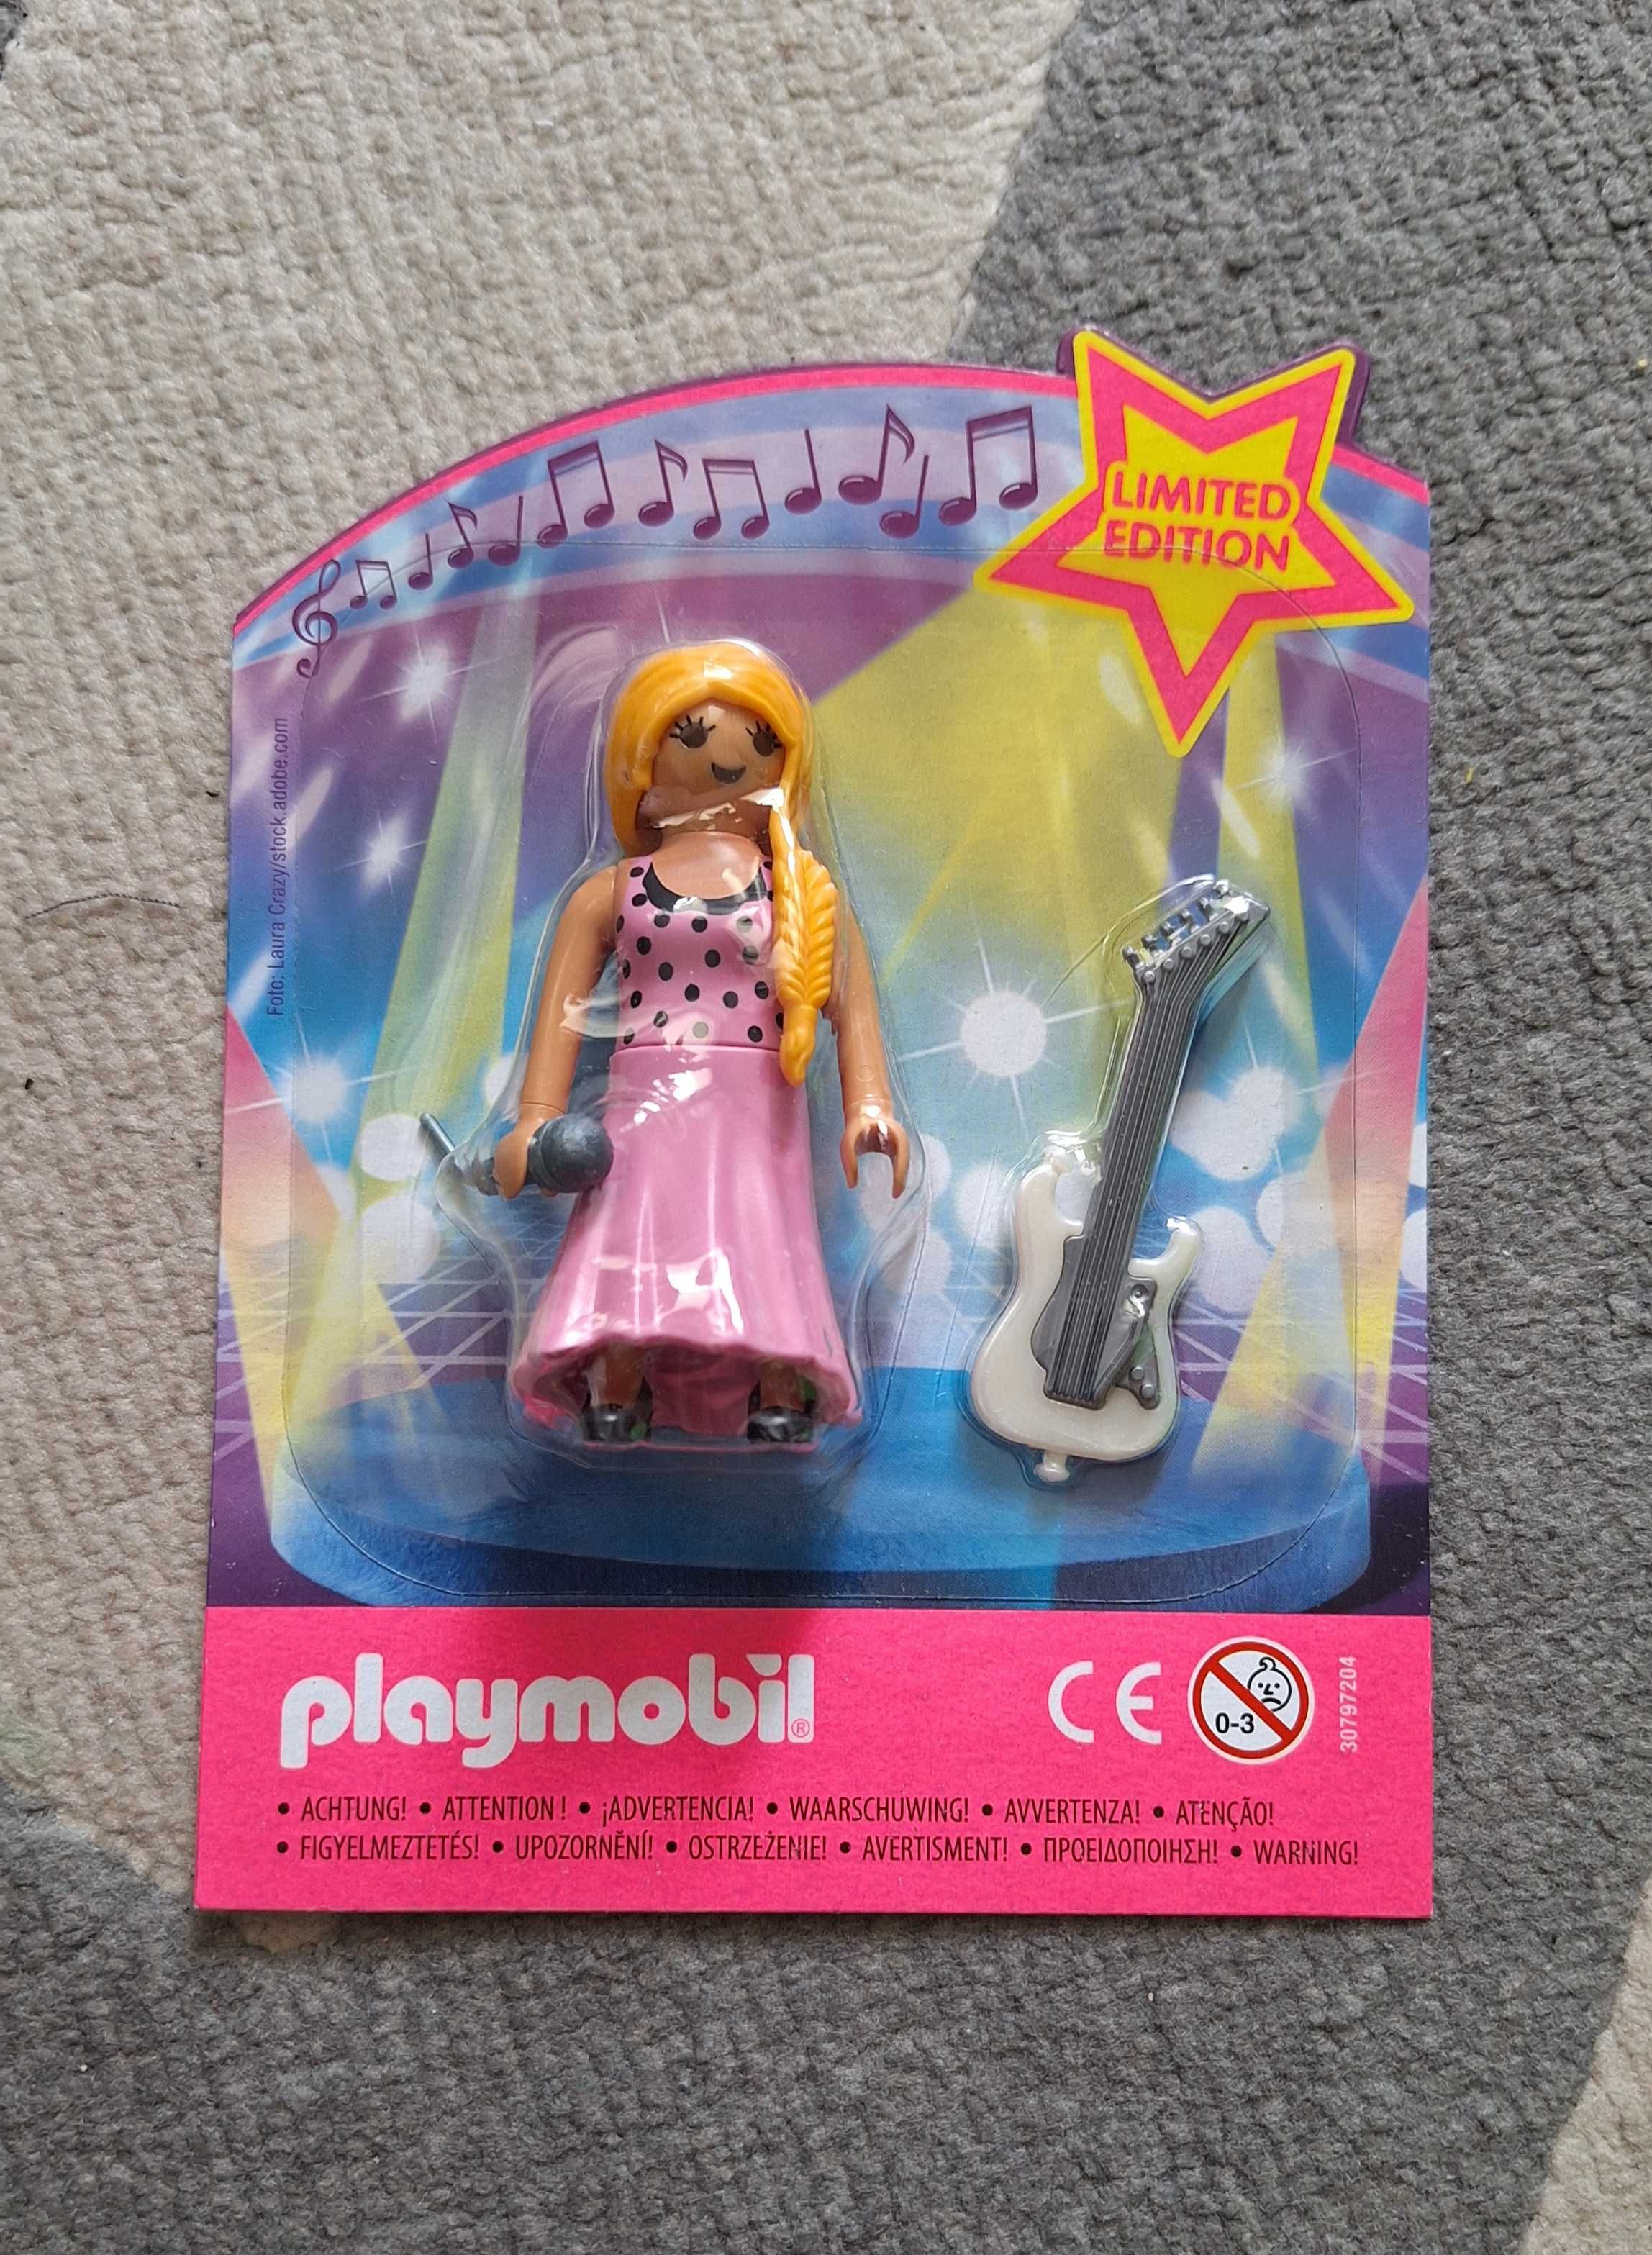 LIMITED
EDITION
Foto: Laura Crazy/stock.adobe.com
playmobil®
CE
0-3
30797204
• ACHTUNG! • ATTENTION ! • ¡ADVERTENCIA! • WAARSCHUWING! • AVVERTENZA! • ATENÇÃO!
• FIGYELMEZTETÉS! • UPOZORNĚNÍ! • OSTRZEŻENIE! • AVERTISMENT! • ΠΡΟΕΙΔΟΠΟΙΗΣΗ! • WARNING!